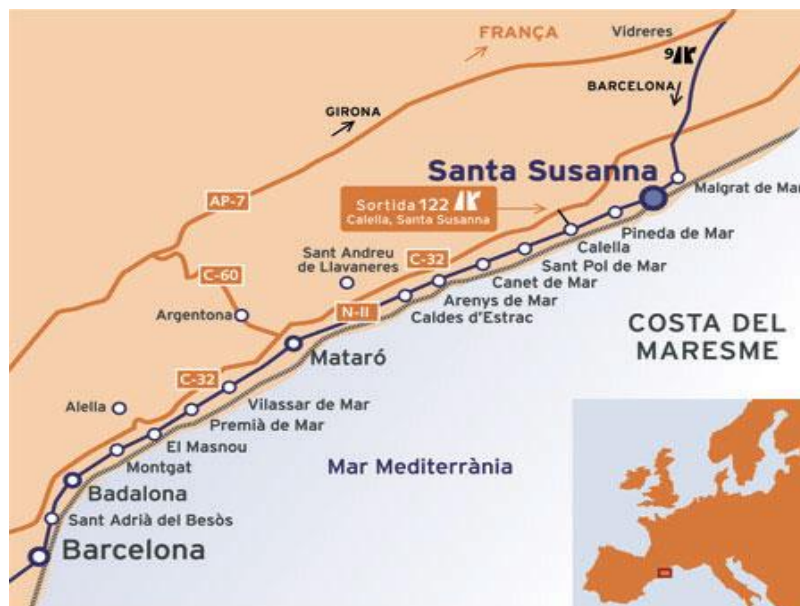 FRANÇA
Vidreres
9
BARCELONA
GIRONA
Santa Susanna
Malgrat de Mar
AP-7
Sortida 122
Calella, Santa Susanna
Pineda de Mar
Calella
Sant Andreu
de Llavaneres
C-32
Sant Pol de Mar
C-60
Canet de Mar
Arenys de Mar
N-II
Caldes d'Estrac
Argentona
COSTA DEL
MARESME
Mataró
C-32
Alella
Vilassar de Mar
Premià de Mar
El Masnou
Montgat
Mar Mediterrània
Badalona
Sant Adrià del Besòs
Barcelona